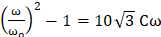 (ω/ω₀)² − 1 = 10√3 Cω